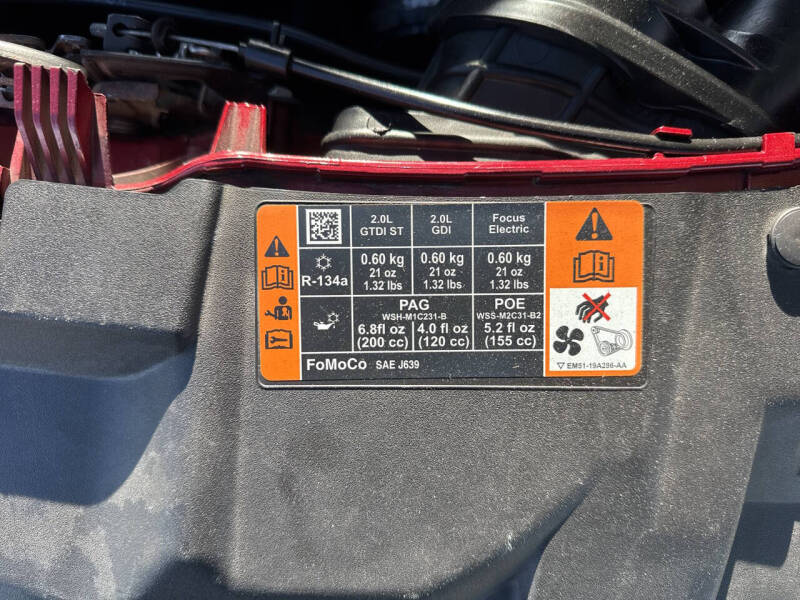 2.0L GTDI ST 2.0L GDI Focus Electric
R-134a
0.60 kg 0.60 kg 0.60 kg
21 oz 21 oz 21 oz
1.32 lbs 1.32 lbs 1.32 lbs
PAG POE
WSH-M1C231-B WSS-M2C31-B2
6.8fl oz 4.0 fl oz 5.2 fl oz
(200 cc) (120 cc) (155 cc)
FoMoCo SAE J639
EM51-19A296-AA